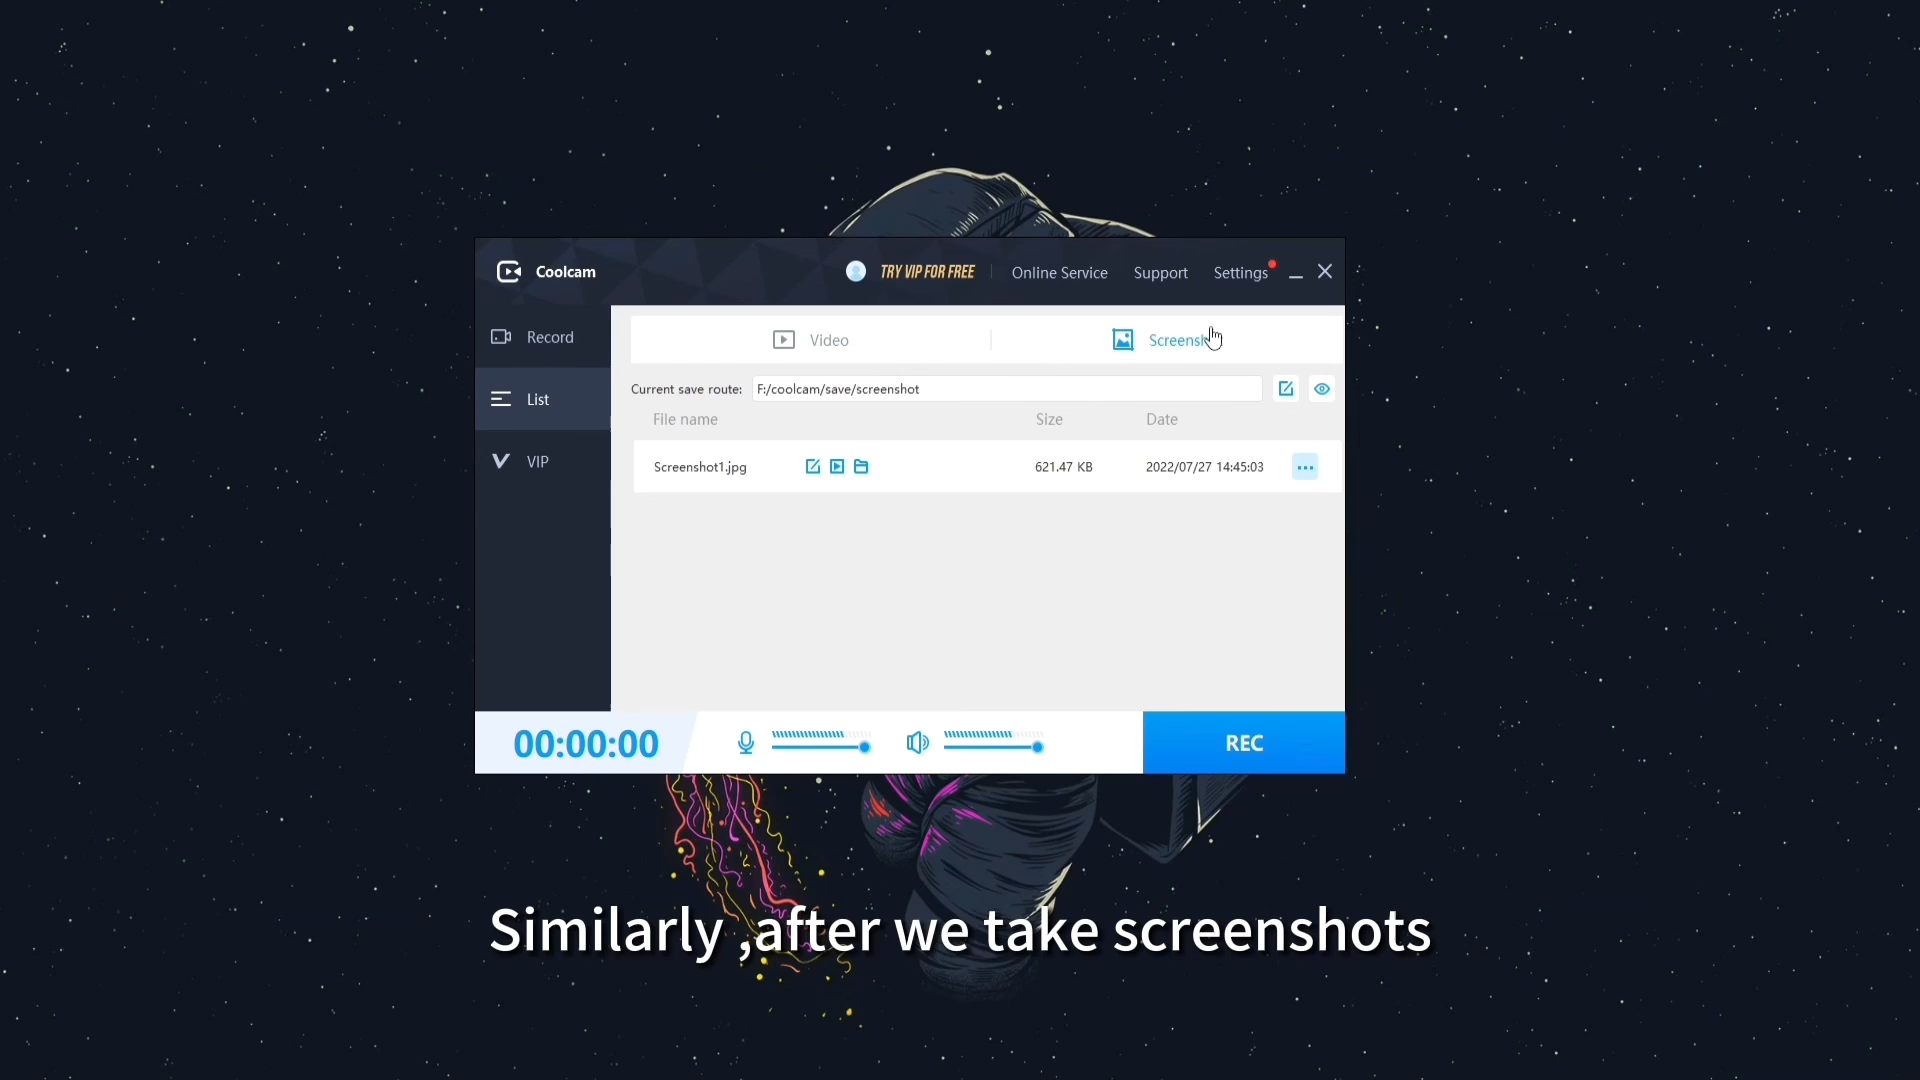 Coolcam
TRY VIP FOR FREE
Online Service
Support
Settings
Record
List
VIP
Video
Current save route: F:/coolcam/save/screenshot
File name Size Date
Screenshot1.jpg 621.47 KB 2022/07/27 14:45:03
00:00:00
REC
Similarly ,after we take screenshots